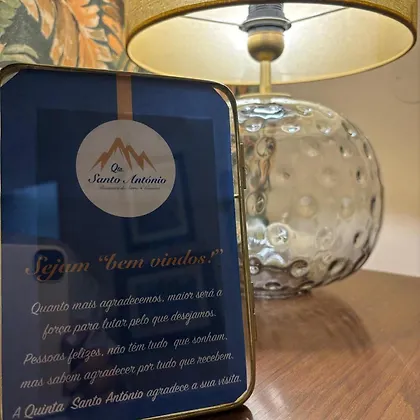 Qta
Santo António
Sejam "bem vindos!"
Quanto mais agradecemos, maior será a
força para lutar pelo que desejamos.
Pessoas felizes, não têm tudo que sonham,
mas sabem agradecer por tudo que recebem.
A Quinta Santo António agradece a sua visita.